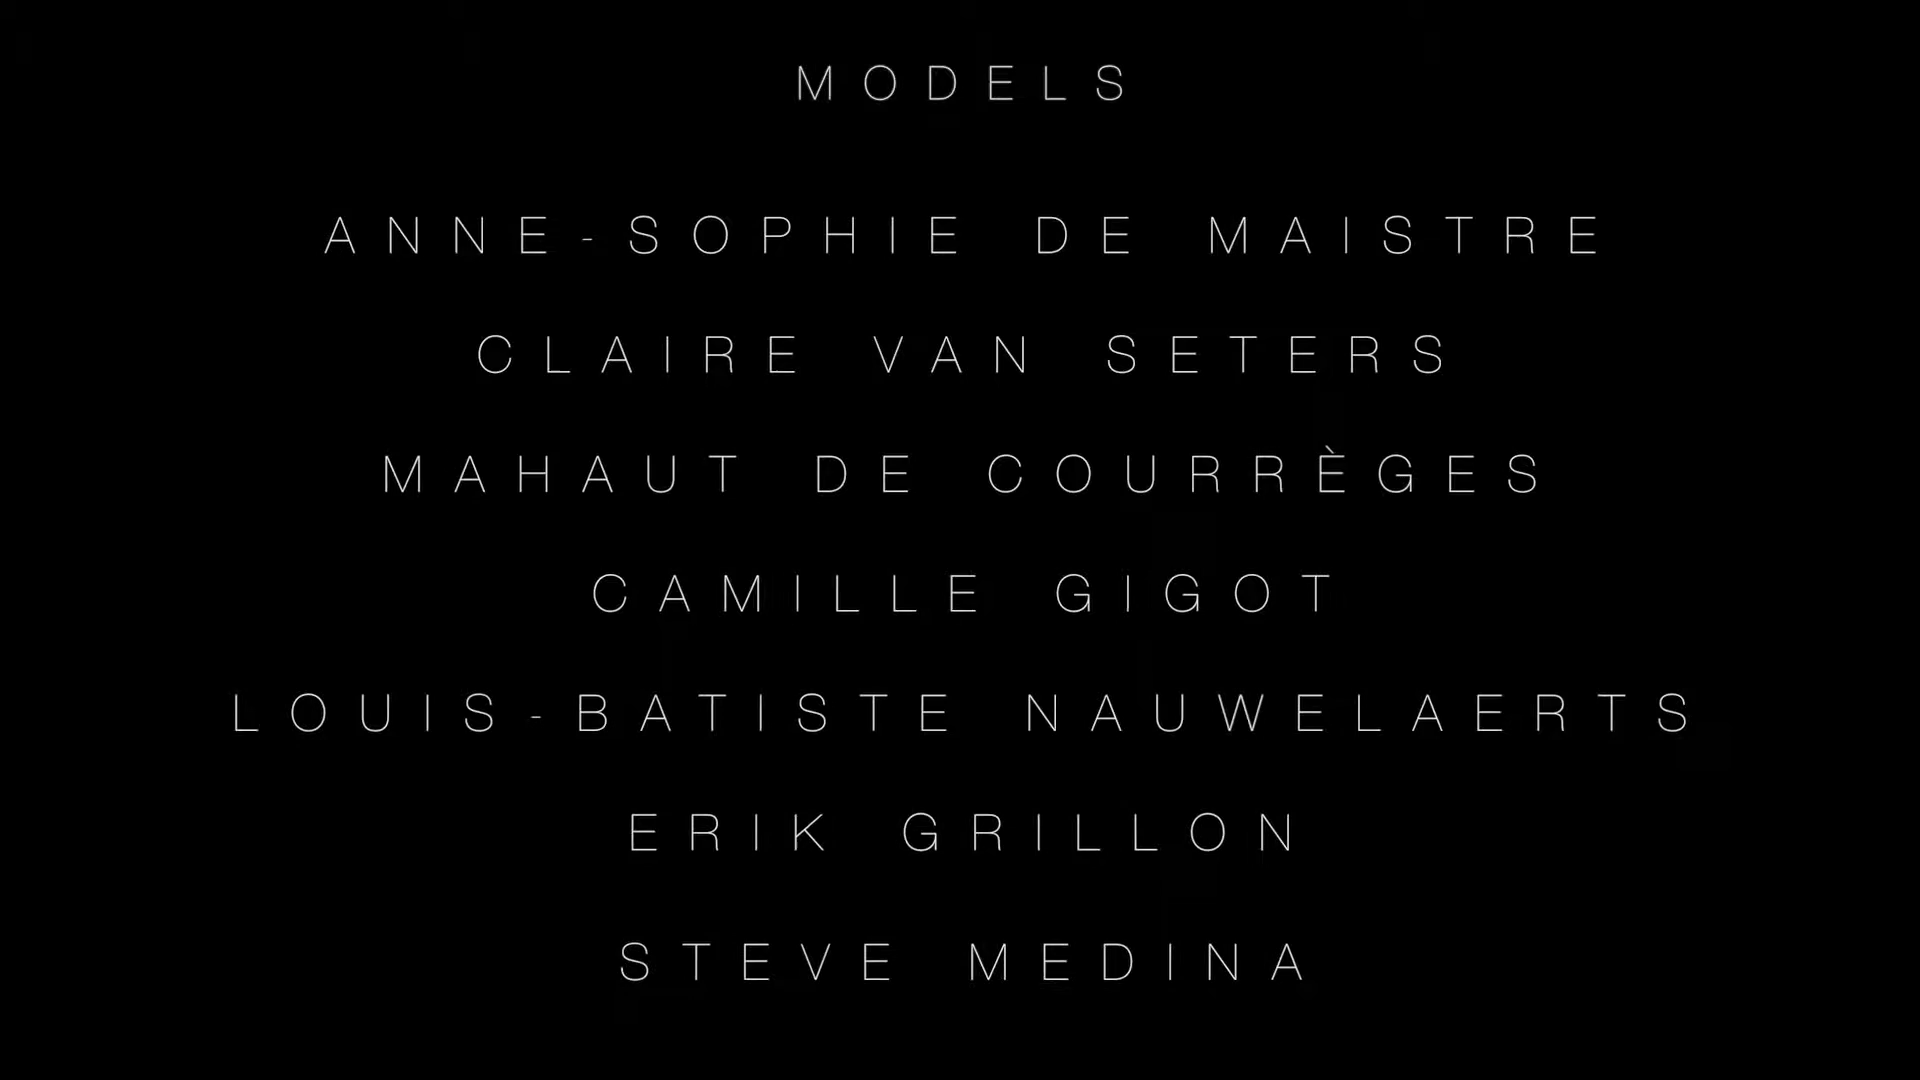 MODELS
ANNE-SOPHIE DE MAISTRE
CLAIRE VAN SETERS
MAHAUT DE COURRÈGES
CAMILLE GIGOT
LOUIS-BATISTE NAUWELAERTS
ERIK GRILLON
STEVE MEDINA